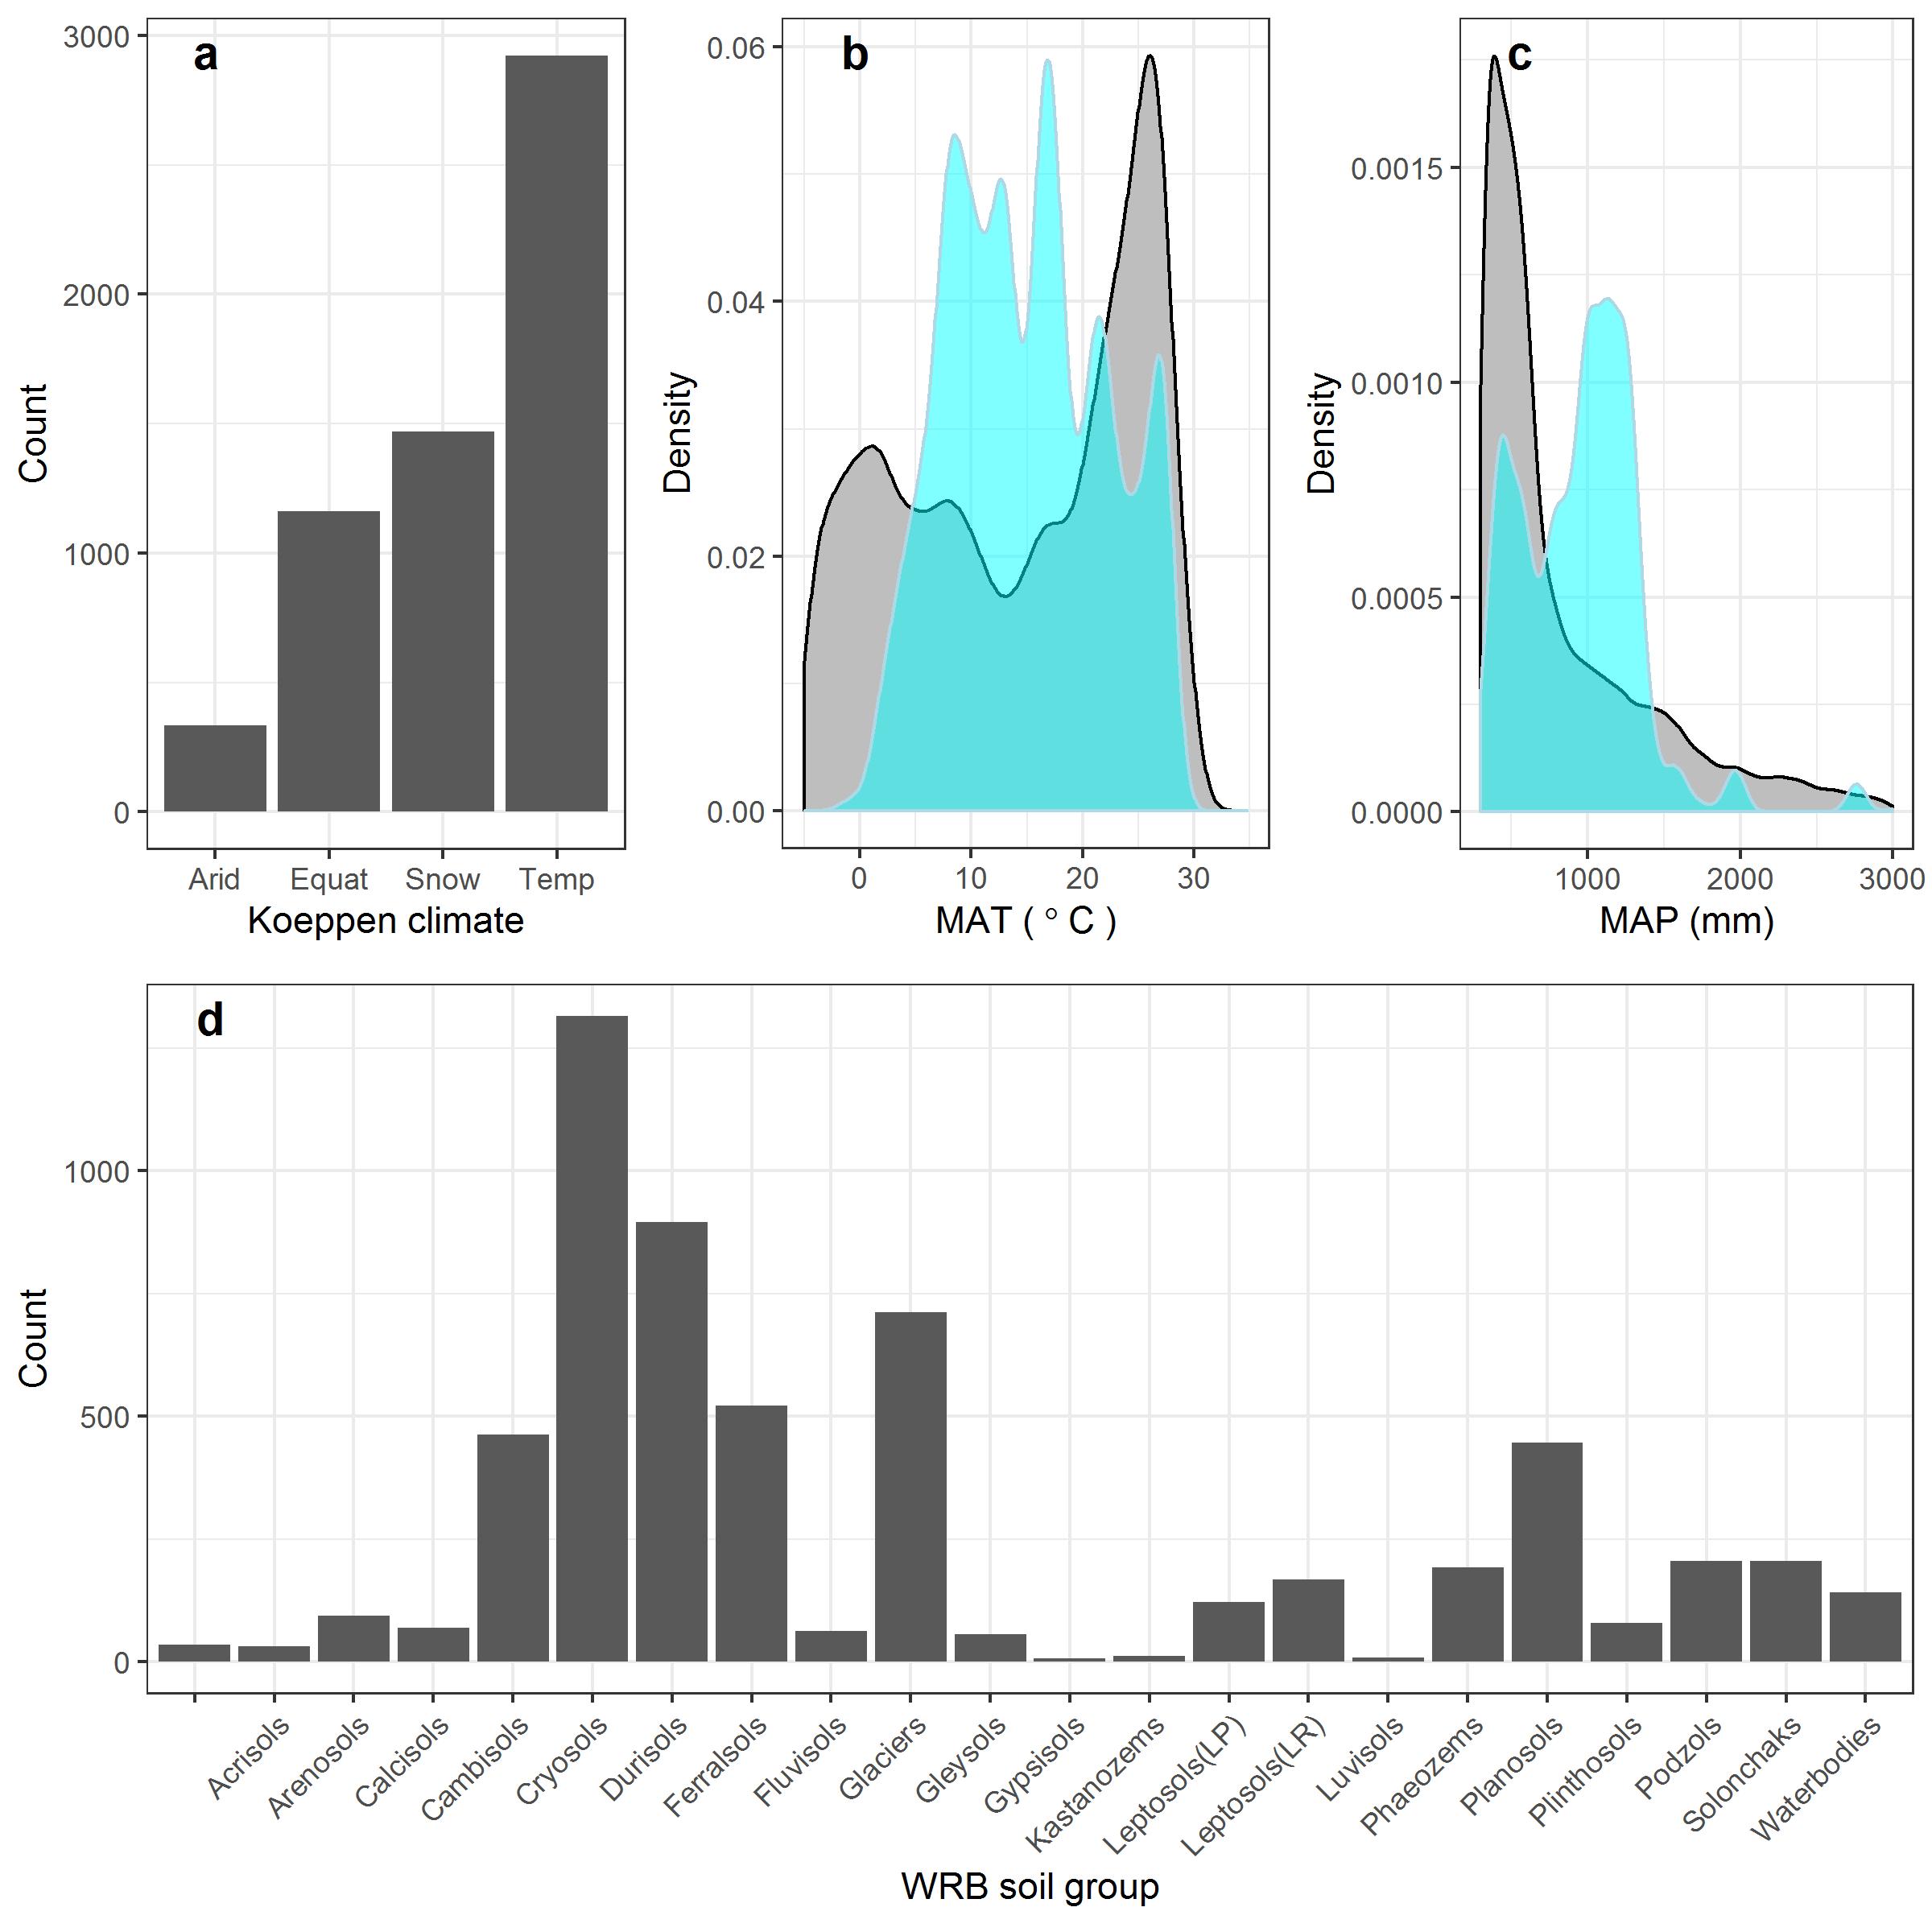 a
3000
2000
1000
0
Count
Arid Equat Snow Temp
Koeppen climate
b
0.06
0.04
0.02
0.00
Density
0 10 20 30
MAT ( ° C )
c
0.0015
0.0010
0.0005
0.0000
Density
1000 2000 3000
MAP (mm)
d
1000
500
0
Count
Acrisols
Arenosols
Calcisols
Cambisols
Cryosols
Durisols
Ferralsols
Fluvisols
Glaciers
Gleysols
Gypsisols
Kastanozems
Leptosols(LP)
Leptosols(LR)
Luvisols
Phaeozems
Planosols
Plinthosols
Podzols
Solonchaks
Waterbodies
WRB soil group